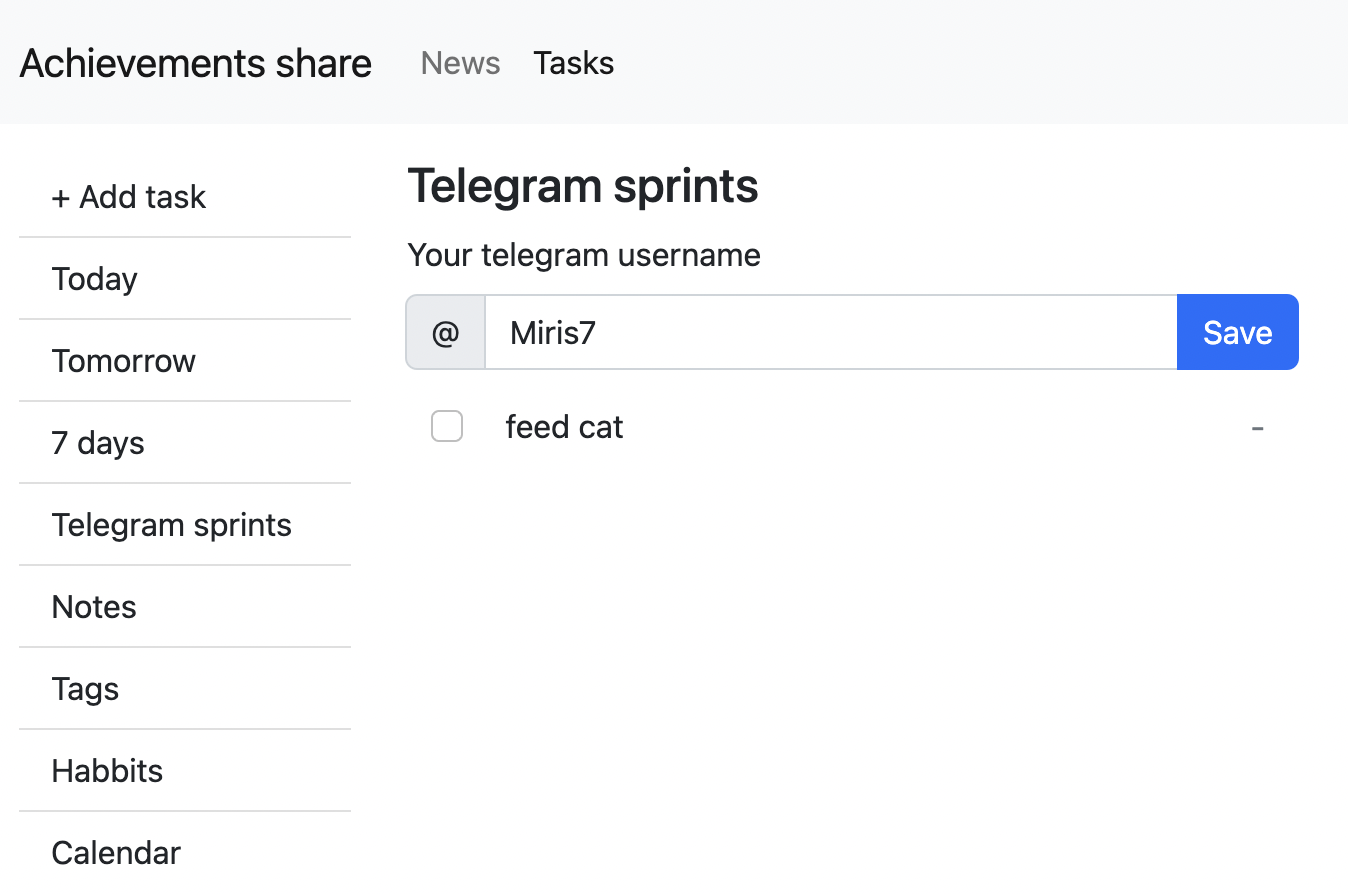 Achievements share News Tasks
+ Add task
Today
Tomorrow
7 days
Telegram sprints
Notes
Tags
Habbits
Calendar
Telegram sprints
Your telegram username
@ Miris7 Save
feed cat -